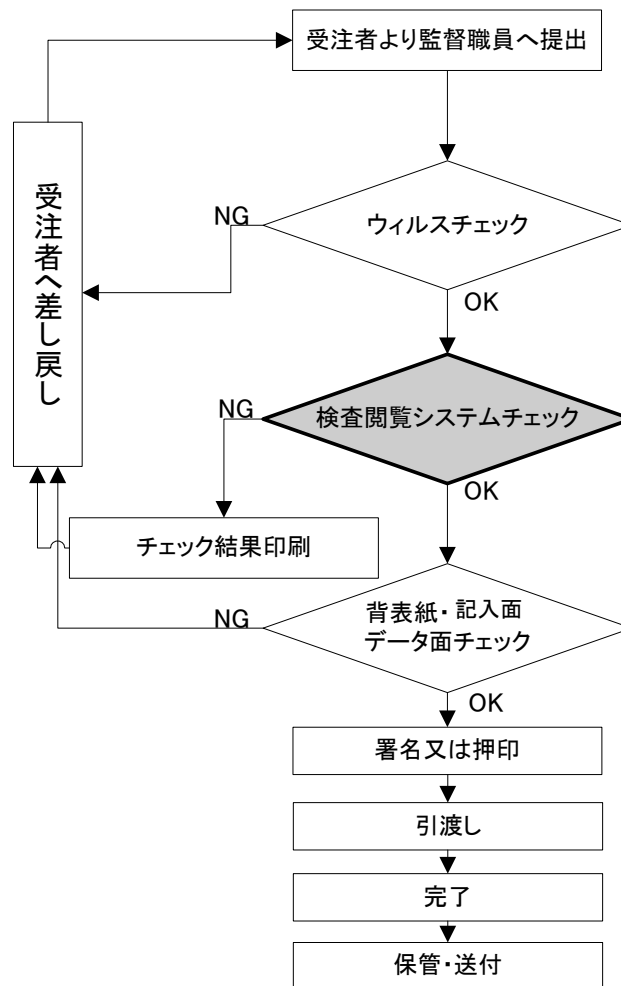 受注者より監督職員へ提出
受注者へ差し戻し
NG
ウィルスチェック
OK
NG
検査閲覧システムチェック
OK
チェック結果印刷
NG
背表紙・記入面
データ面チェック
OK
署名又は押印
引渡し
完了
保管・送付